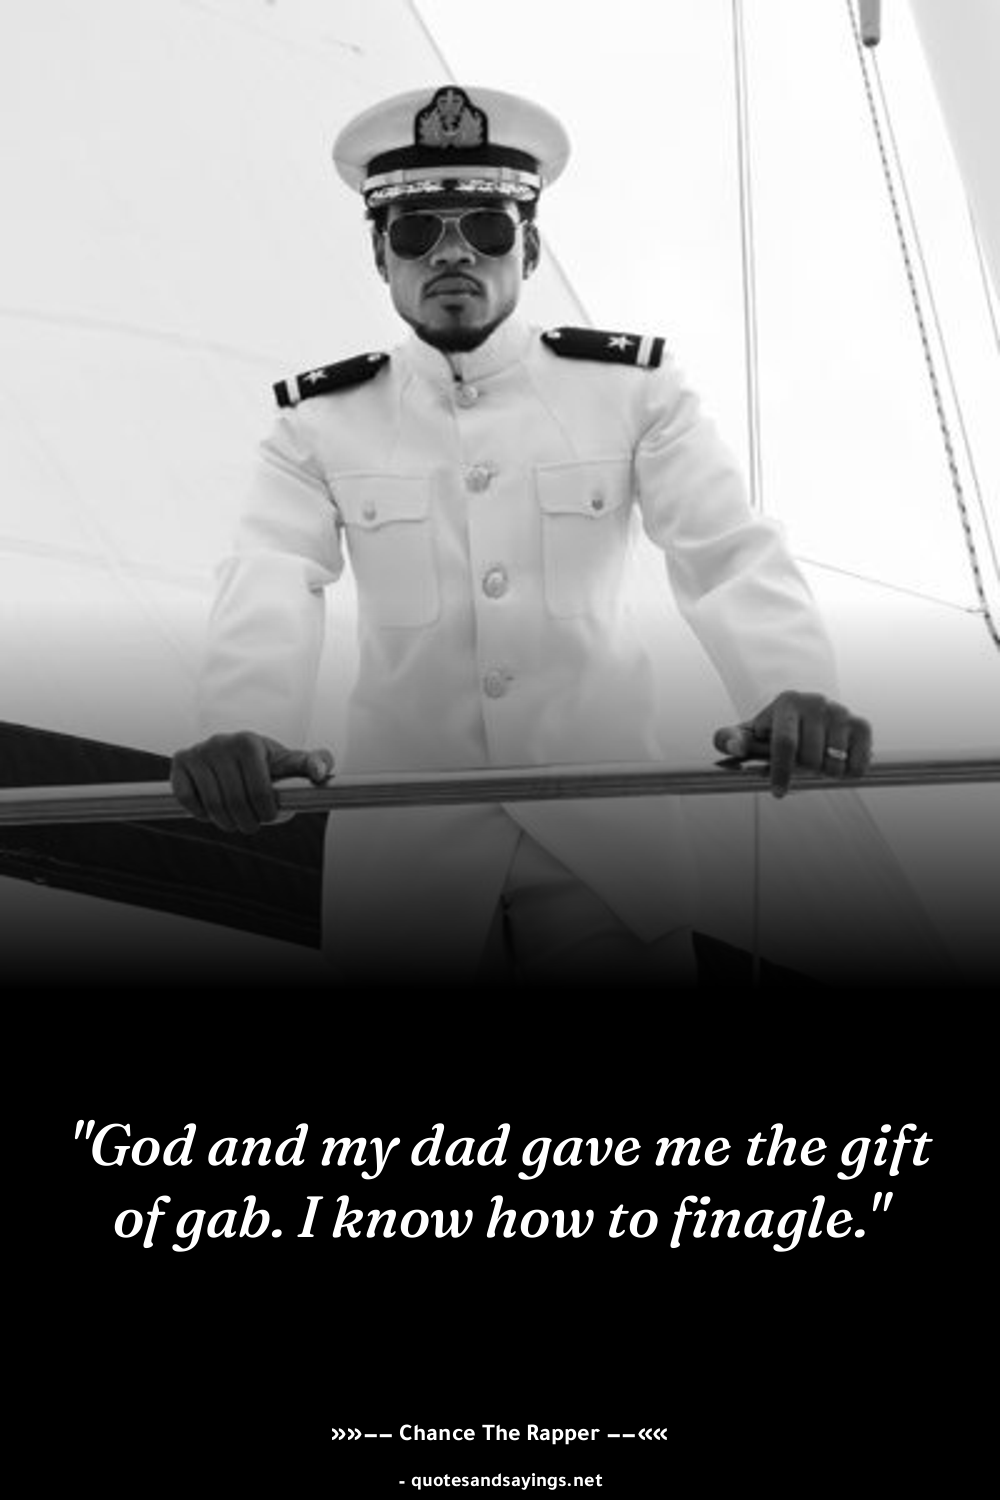 "God and my dad gave me the gift
of gab. I know how to finagle."
»»−− Chance The Rapper −−««
- quotesandsayings.net